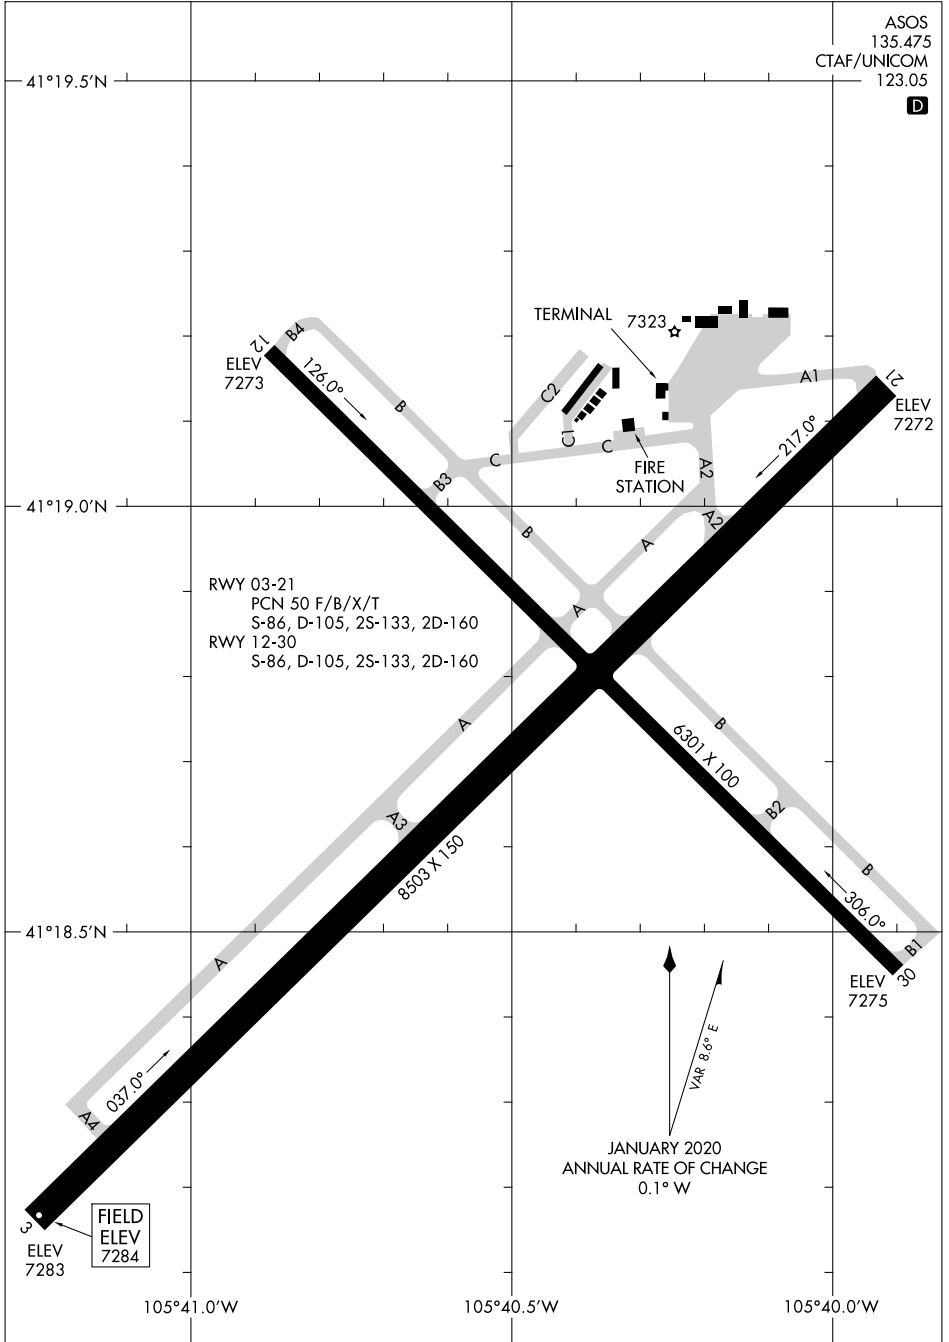 ASOS
135.475
CTAF/UNICOM
123.05
D
41°19.5'N
TERMINAL
7323
12
B4
ELEV
7273
126.0°
B
C2
C1
A1
21
ELEV
7272
217.0°
C
C
FIRE
STATION
A2
B3
41°19.0'N
A2
B
A
RWY 03-21
PCN 50 F/B/X/T
S-86, D-105, 2S-133, 2D-160
RWY 12-30
S-86, D-105, 2S-133, 2D-160
A
A
B
6301 X 100
A3
B2
8503 X 150
B
306.0°
41°18.5'N
B1
30
A
ELEV
7275
VAR 8.6° E
037.0°
A4
JANUARY 2020
ANNUAL RATE OF CHANGE
0.1° W
3
FIELD
ELEV
7284
ELEV
7283
105°41.0'W
105°40.5'W
105°40.0'W